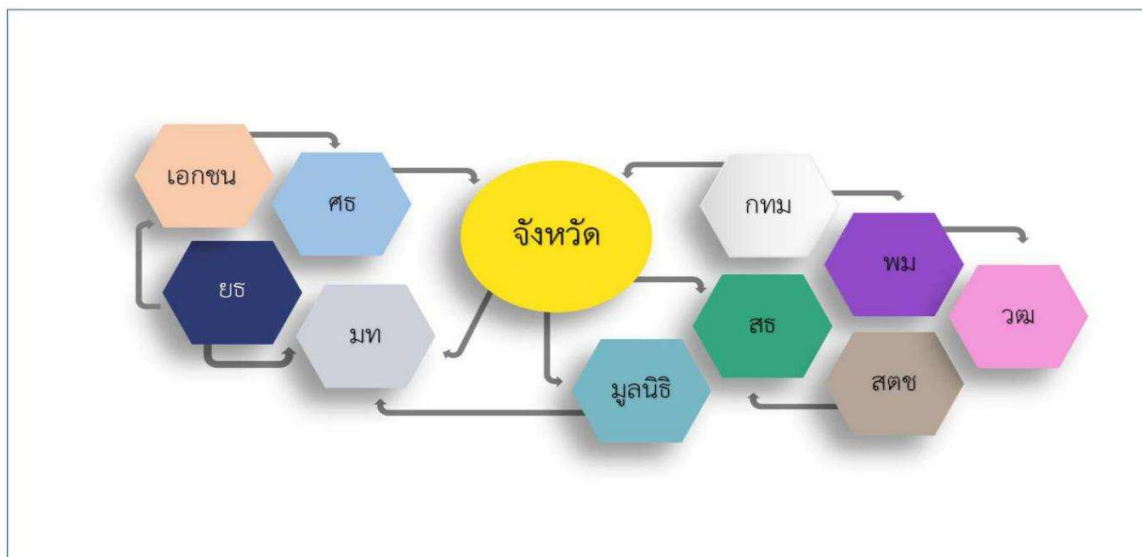 เอกชน
ศธ
จังหวัด
กทม
พม
ยธ
มท
สธ
วฒ
มูลนิธิ
สตช